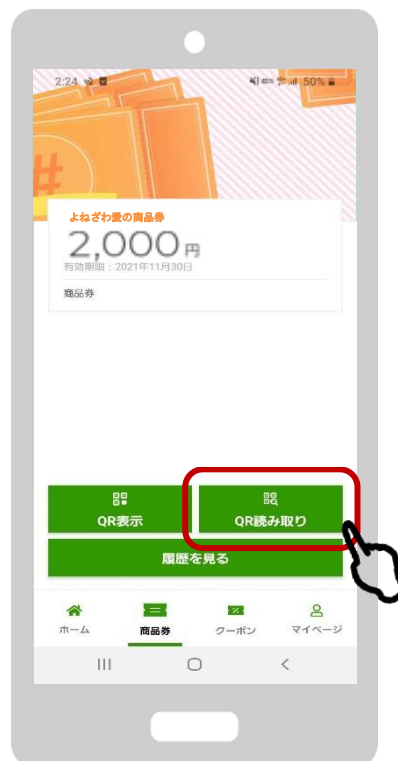 2:24 50%
#
よねざわ愛の商品券
2,000円
有効期限：2021年11月30日
商品券
QR表示 QR読み取り
履歴を見る
ホーム 商品券 クーポン マイページ